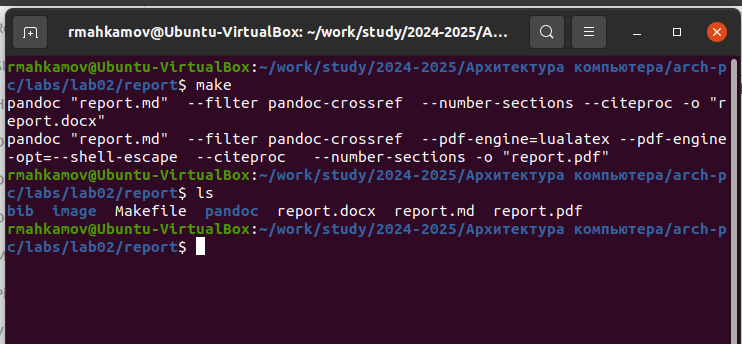 rmahkamov@Ubuntu-VirtualBox: ~/work/study/2024-2025/А...
rmahkamov@Ubuntu-VirtualBox:~/work/study/2024-2025/Архитектура компьютера/arch-p
c/labs/lab02/report$ make
pandoc "report.md"  --filter pandoc-crossref  --number-sections --citeproc -o "r
eport.docx"
pandoc "report.md"  --filter pandoc-crossref  --pdf-engine=lualatex --pdf-engine
-opt=--shell-escape  --citeproc   --number-sections -o "report.pdf"
rmahkamov@Ubuntu-VirtualBox:~/work/study/2024-2025/Архитектура компьютера/arch-p
c/labs/lab02/report$ ls
bib  image  Makefile  pandoc  report.docx  report.md  report.pdf
rmahkamov@Ubuntu-VirtualBox:~/work/study/2024-2025/Архитектура компьютера/arch-p
c/labs/lab02/report$